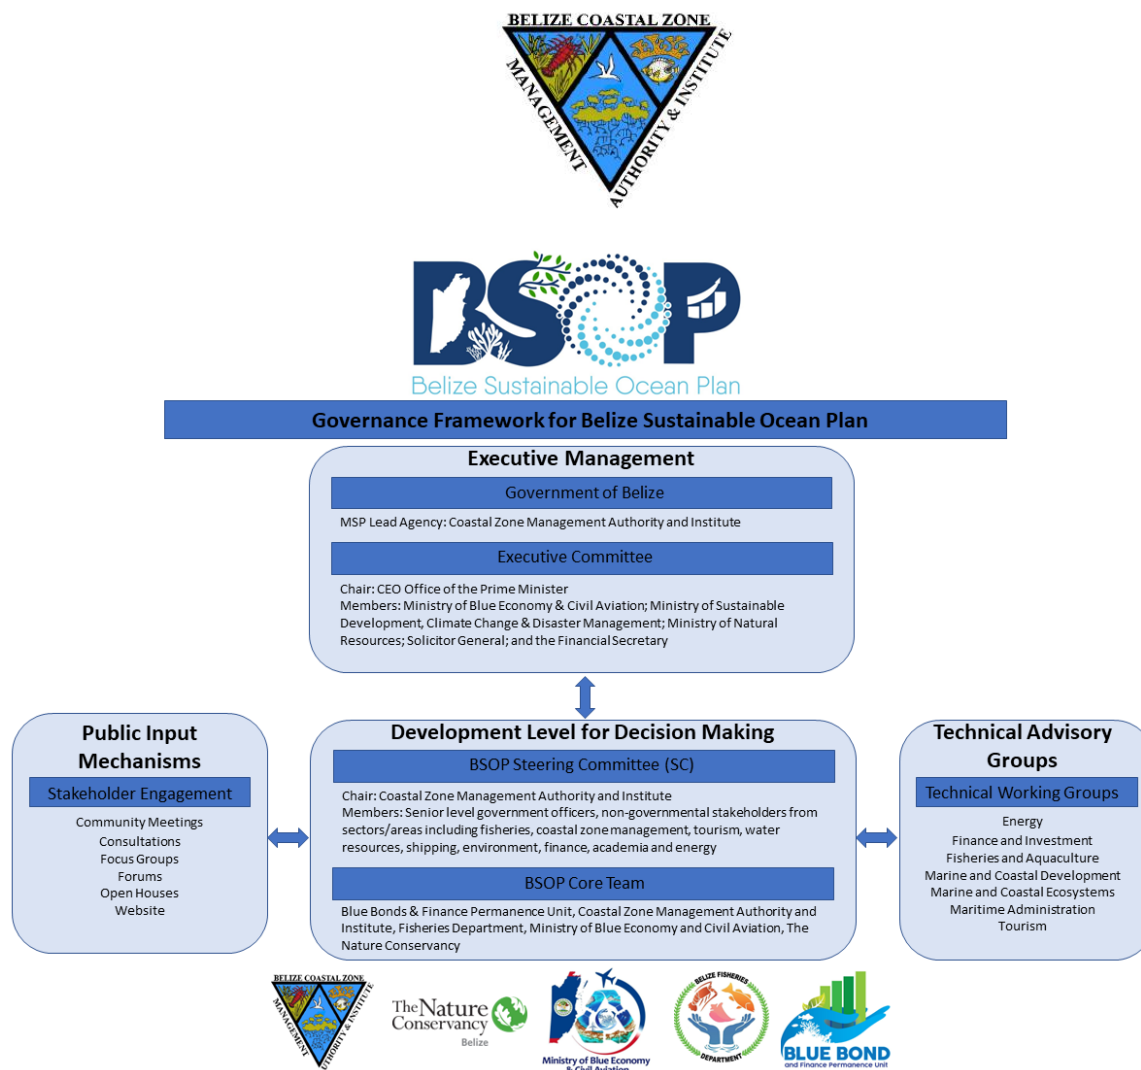 BELIZE COASTAL ZONE
MANAGEMENT
AUTHORITY & INSTITUTE
BSOP
Belize Sustainable Ocean Plan
Governance Framework for Belize Sustainable Ocean Plan
Executive Management
Government of Belize
MSP Lead Agency: Coastal Zone Management Authority and Institute
Executive Committee
Chair: CEO Office of the Prime Minister
Members: Ministry of Blue Economy & Civil Aviation; Ministry of Sustainable
Development, Climate Change & Disaster Management; Ministry of Natural
Resources; Solicitor General; and the Financial Secretary
Public Input
Mechanisms
Stakeholder Engagement
Community Meetings
Consultations
Focus Groups
Forums
Open Houses
Website
Development Level for Decision Making
BSOP Steering Committee (SC)
Chair: Coastal Zone Management Authority and Institute
Members: Senior level government officers, non-governmental stakeholders from
sectors/areas including fisheries, coastal zone management, tourism, water
resources, shipping, environment, finance, academia and energy
BSOP Core Team
Blue Bonds & Finance Permanence Unit, Coastal Zone Management Authority and
Institute, Fisheries Department, Ministry of Blue Economy and Civil Aviation, The
Nature Conservancy
Technical Advisory
Groups
Technical Working Groups
Energy
Finance and Investment
Fisheries and Aquaculture
Marine and Coastal Development
Marine and Coastal Ecosystems
Maritime Administration
Tourism
BELIZE COASTAL ZONE
MANAGEMENT
AUTHORITY & INSTITUTE
The Nature
Conservancy
Belize
Ministry of Blue Economy
& Civil Aviation
BELIZE FISHERIES
DEPARTMENT
BLUE BOND
and Finance Permanence Unit